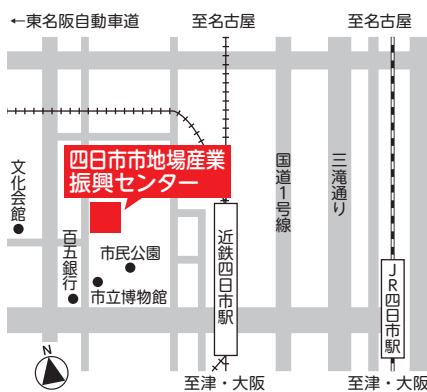 ←東名阪自動車道
至名古屋
至名古屋
四日市市地場産業
振興センター
文化会館
国道1号線
三滝通り
百五銀行
市民公園
近鉄四日市駅
市立博物館
JR四日市駅
N
至津・大阪
至津・大阪